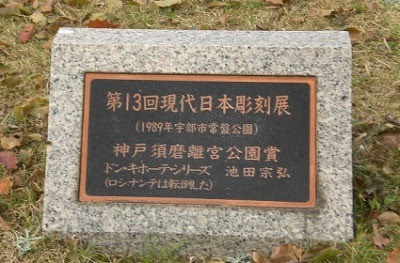 第13回現代日本彫刻展
(1989年宇部市常盤公園)
神戸須磨離宮公園賞
ドン・キホーテ・シリーズ 池田宗弘
(ロシナンテは転倒した)